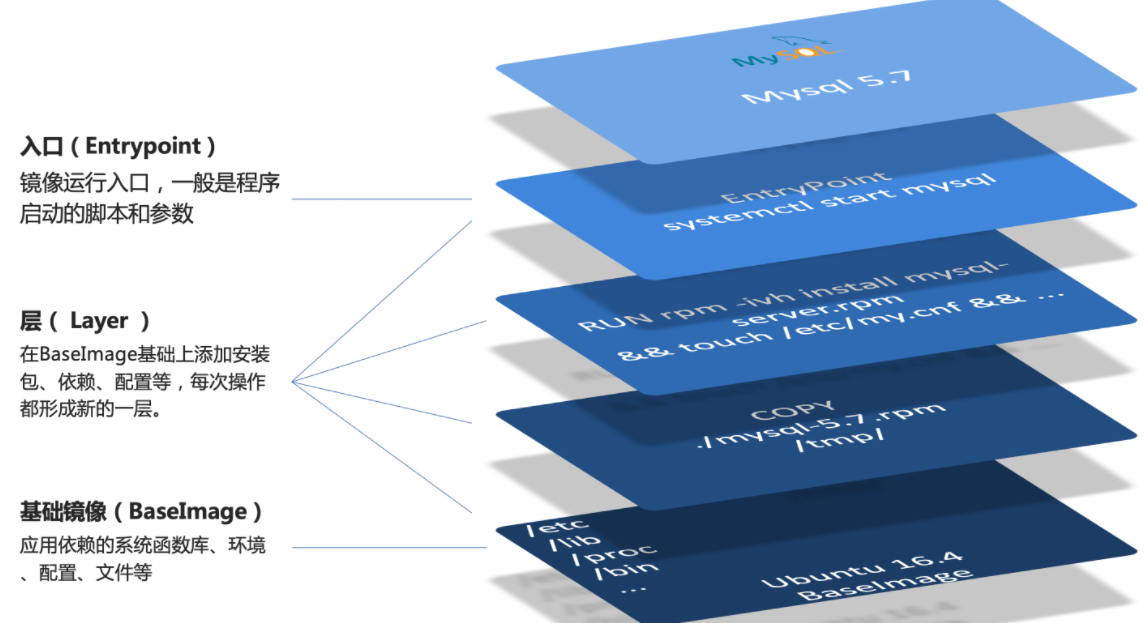 MySQL
Mysql 5.7
入口（Entrypoint）
镜像运行入口，一般是程序
启动的脚本和参数
EntryPoint
systemctl start mysql
层（ Layer ）
在BaseImage基础上添加安装
包、依赖、配置等，每次操作
都形成新的一层。
RUN rpm -ivh install mysql-
server.rpm
&& touch /etc/my.cnf && ...
COPY
./mysql-5.7.rpm
/tmp/
基础镜像（BaseImage）
应用依赖的系统函数库、环境
、配置、文件等
/etc
/lib
/proc
/bin
...
Ubuntu 16.4
BaseImage